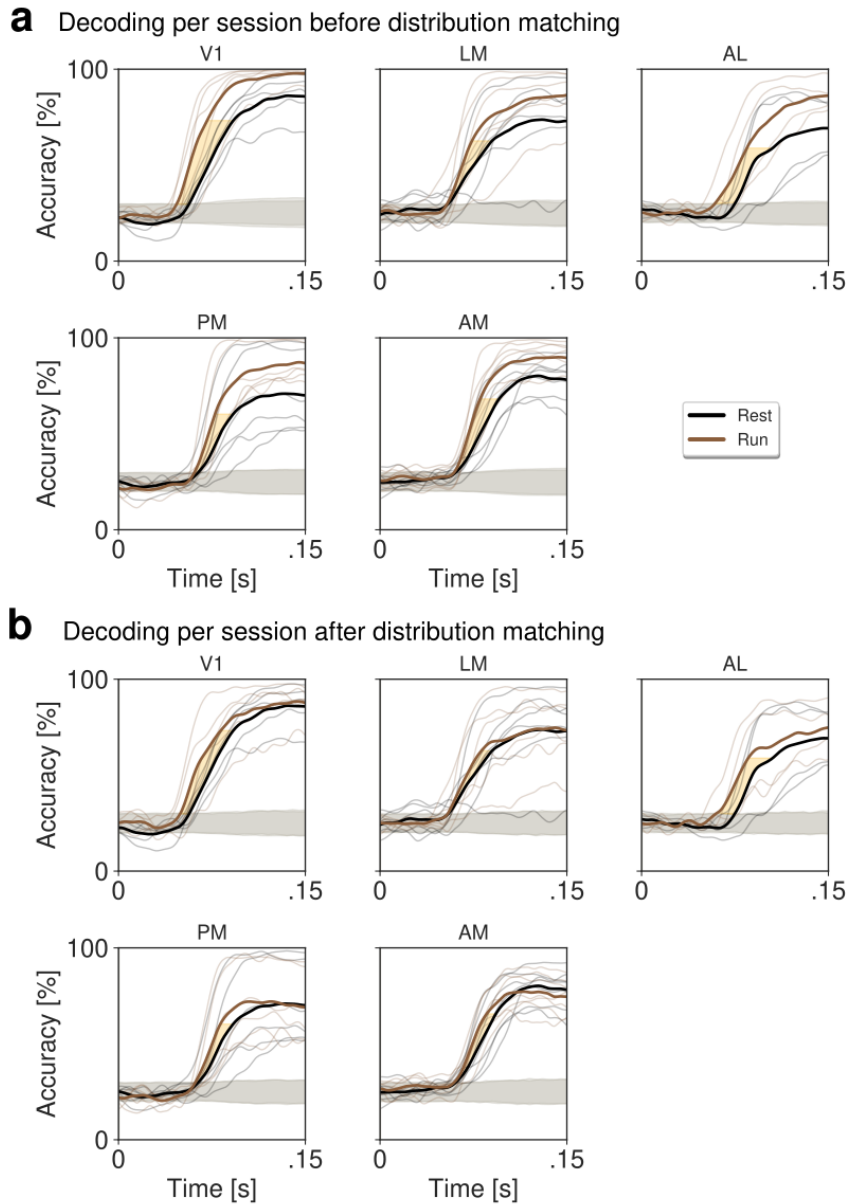 a Decoding per session before distribution matching
V1 LM AL
Accuracy [%]
100
0
0 .15 0 .15 0 .15
PM AM
Accuracy [%]
100
0
0 .15 0 .15
Time [s] Time [s]
Rest
Run
b Decoding per session after distribution matching
V1 LM AL
Accuracy [%]
100
0
0 .15 0 .15 0 .15
PM AM
Accuracy [%]
100
0
0 .15 0 .15
Time [s] Time [s]